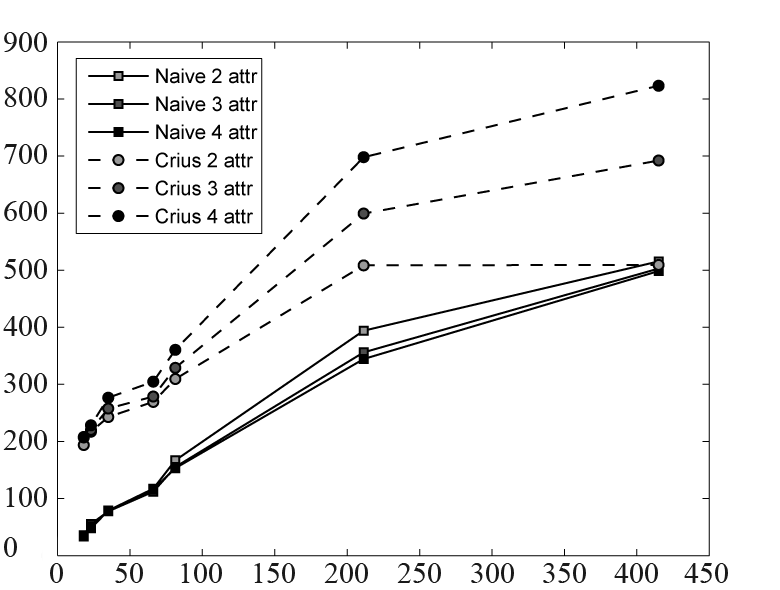 900
800
700
600
500
400
300
200
100
0
Naive 2 attr
Naive 3 attr
Naive 4 attr
Crius 2 attr
Crius 3 attr
Crius 4 attr
0 50 100 150 200 250 300 350 400 450